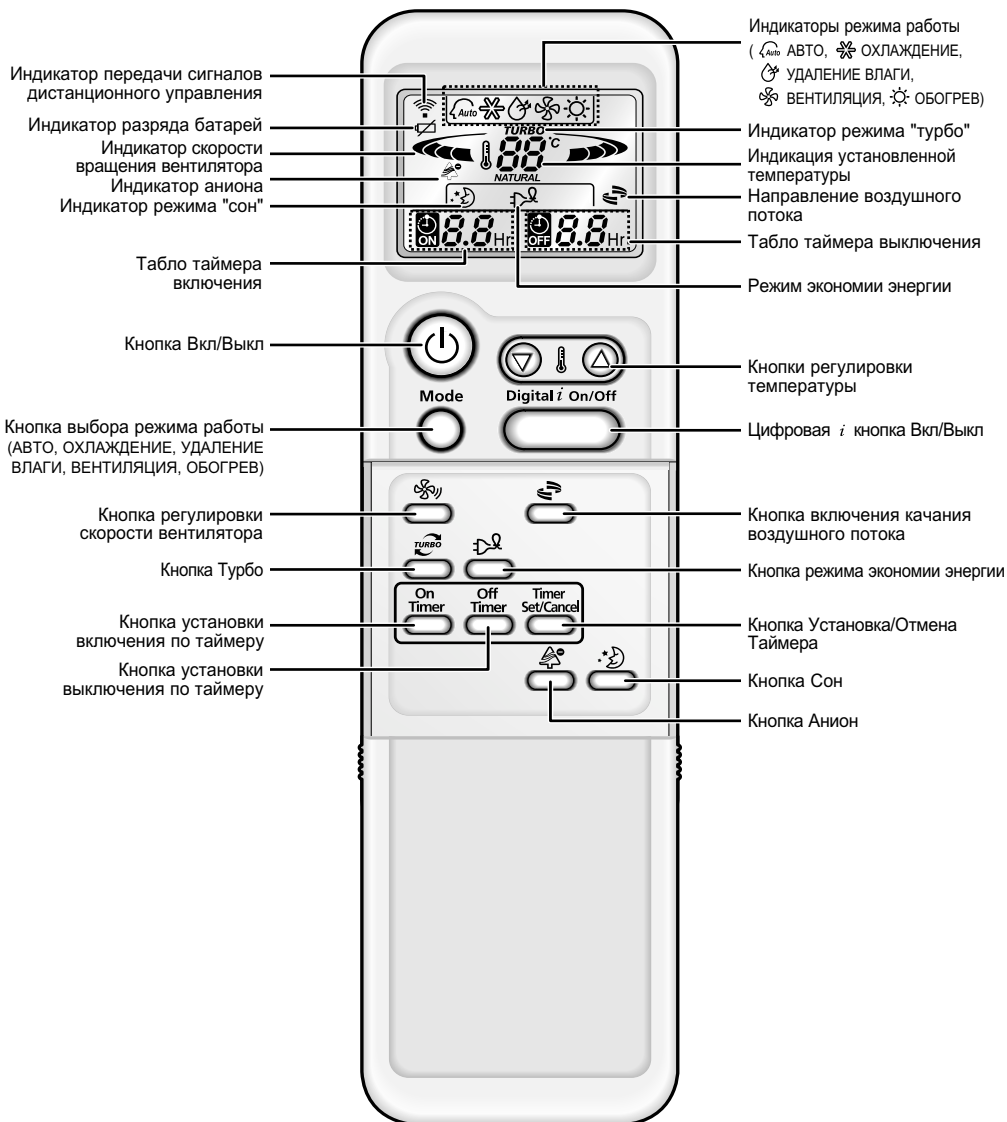 Индикаторы режима работы
( Auto АВТО, ОХЛАЖДЕНИЕ,
УДАЛЕНИЕ ВЛАГИ,
ВЕНТИЛЯЦИЯ, ОБОГРЕВ)
Индикатор передачи сигналов
дистанционного управления
Индикатор разряда батарей
Индикатор скорости
вращения вентилятора
Индикатор аниона
Индикатор режима "сон"
Табло таймера
включения
Auto
TURBO
88°C
NATURAL
ON 8.8 Hr
OFF 8.8 Hr
Индикатор режима "турбо"
Индикация установленной
температуры
Направление воздушного
потока
Табло таймера выключения
Режим экономии энергии
Кнопка Вкл/Выкл
Кнопки регулировки
температуры
Mode
Digital i On/Off
Кнопка выбора режима работы
(АВТО, ОХЛАЖДЕНИЕ, УДАЛЕНИЕ
ВЛАГИ, ВЕНТИЛЯЦИЯ, ОБОГРЕВ)
Цифровая i кнопка Вкл/Выкл
Кнопка регулировки
скорости вентилятора
Кнопка включения качания
воздушного потока
TURBO
Кнопка Турбо
Кнопка режима экономии энергии
On
Timer
Off
Timer
Timer
Set/Cancel
Кнопка установки
включения по таймеру
Кнопка Установка/Отмена
Таймера
Кнопка установки
выключения по таймеру
Кнопка Сон
Кнопка Анион